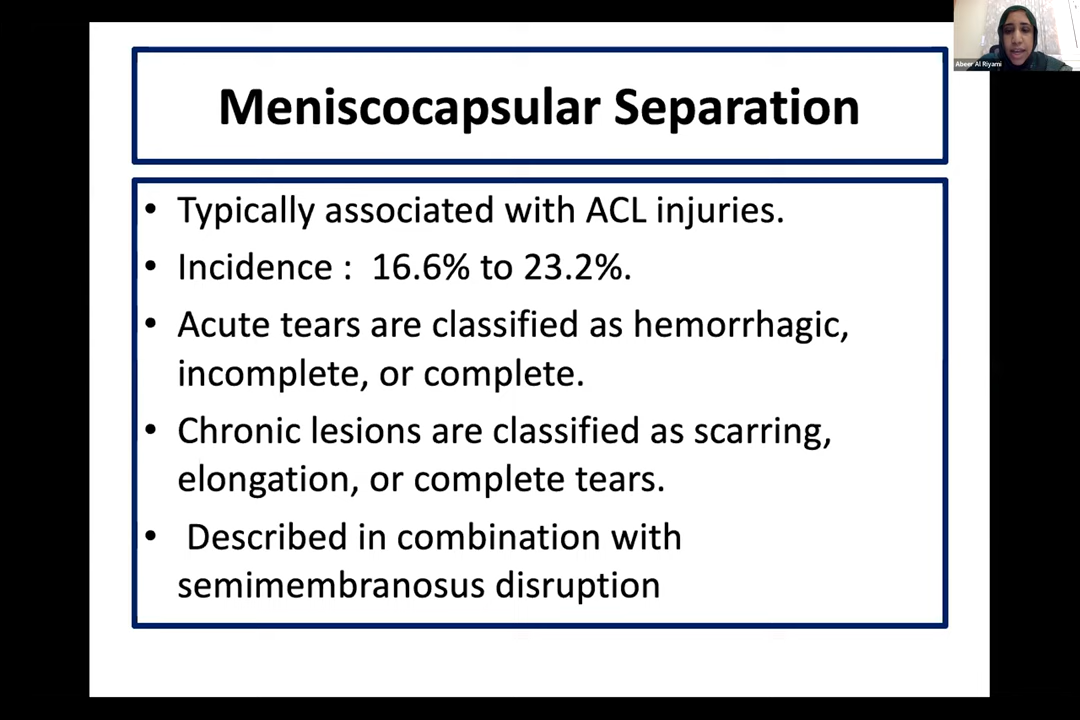 Abeer Al Riyami
Meniscocapsular Separation
• Typically associated with ACL injuries.
• Incidence :  16.6% to 23.2%.
• Acute tears are classified as hemorrhagic,
incomplete, or complete.
• Chronic lesions are classified as scarring,
elongation, or complete tears.
• Described in combination with
semimembranosus disruption